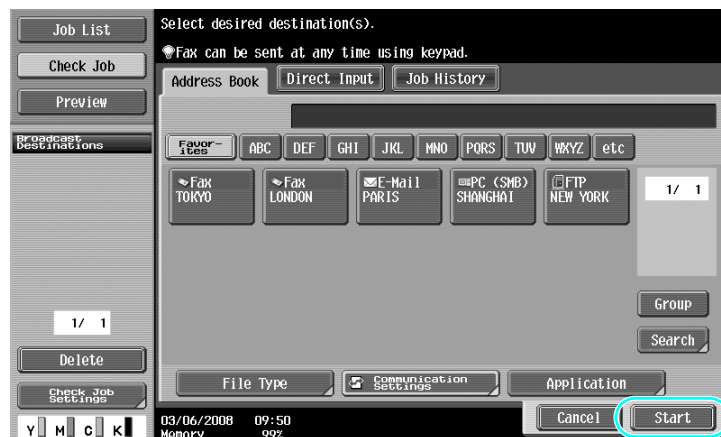 Job List
Check Job
Preview
Broadcast
Destinations
1/ 1
Delete
Check Job
Settings
Y M C K
Select desired destination(s).
Fax can be sent at any time using keypad.
Address Book Direct Input Job History
Favor-
ites
ABC DEF GHI JKL MNO PQRS TUV WXYZ etc
Fax
TOKYO
Fax
LONDON
E-Mail
PARIS
PC (SMB)
SHANGHAI
FTP
NEW YORK
1/ 1
Group
Search
File Type
Communication
Settings
Application
03/06/2008 09:50
Memory 99%
Cancel Start